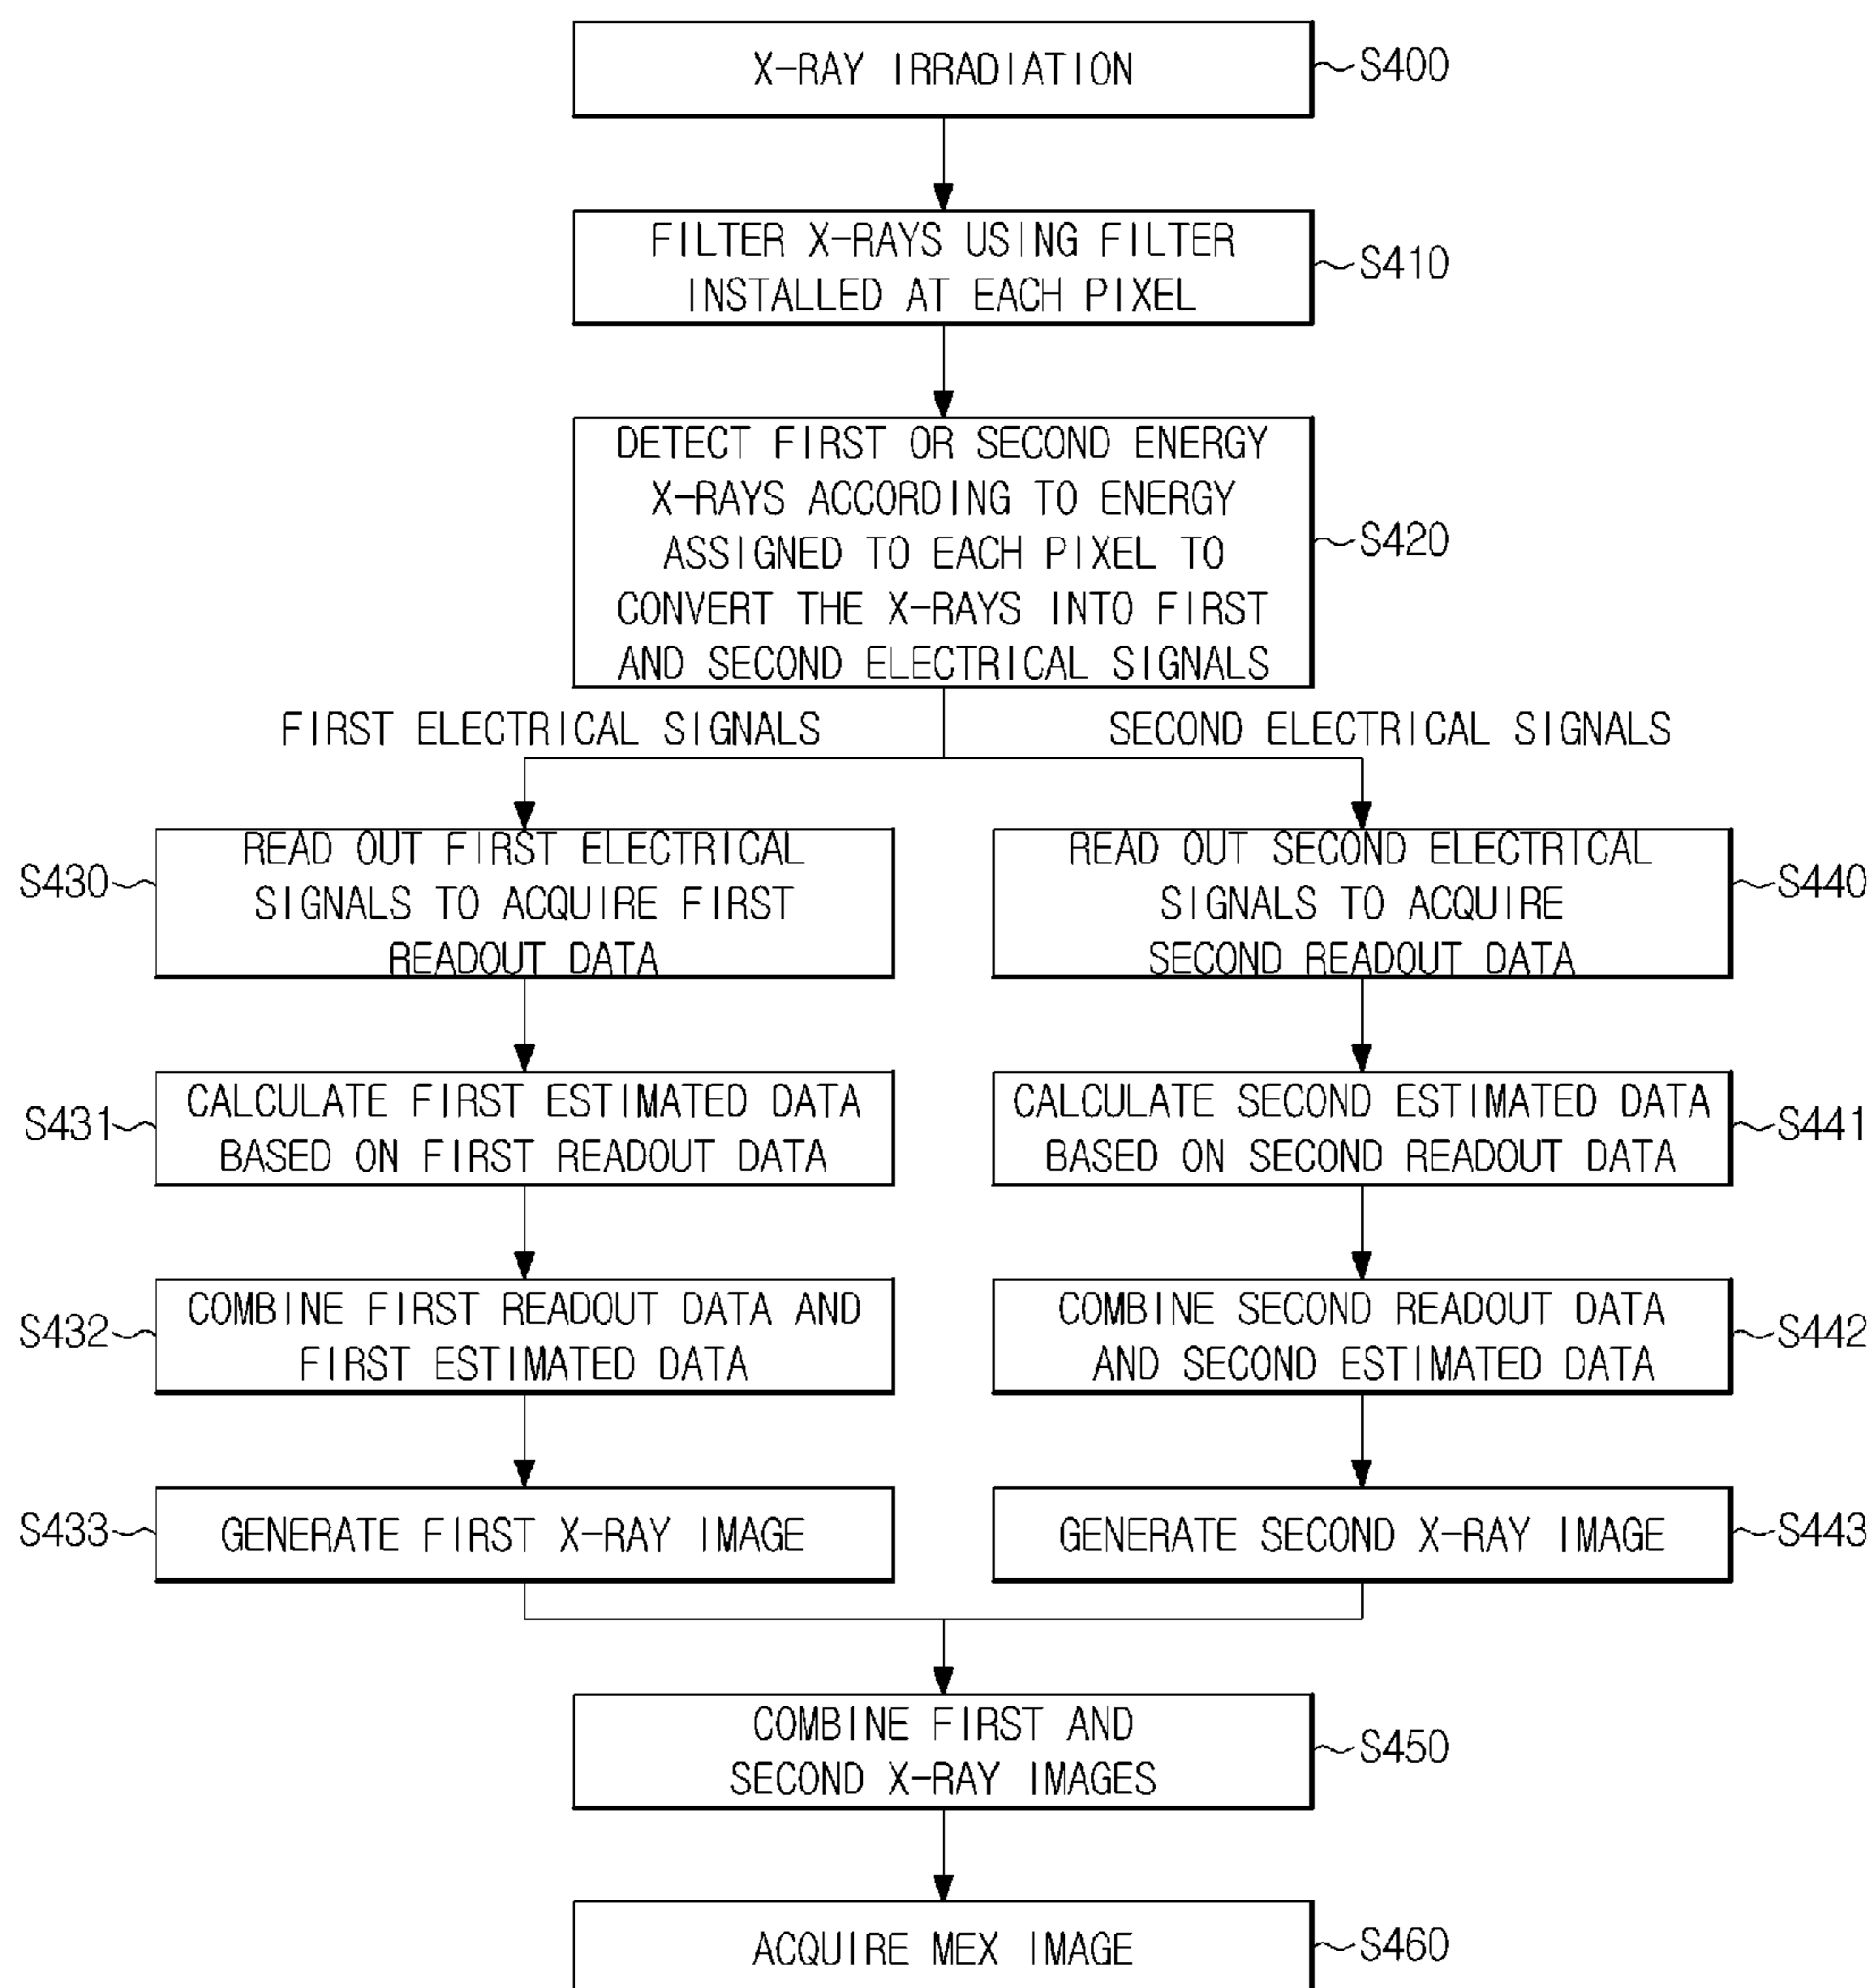 X-RAY IRRADIATION
S400
FILTER X-RAYS USING FILTER
INSTALLED AT EACH PIXEL
S410
DETECT FIRST OR SECOND ENERGY
X-RAYS ACCORDING TO ENERGY
ASSIGNED TO EACH PIXEL TO
CONVERT THE X-RAYS INTO FIRST
AND SECOND ELECTRICAL SIGNALS
S420
FIRST ELECTRICAL SIGNALS
SECOND ELECTRICAL SIGNALS
S430
READ OUT FIRST ELECTRICAL
SIGNALS TO ACQUIRE FIRST
READOUT DATA
READ OUT SECOND ELECTRICAL
SIGNALS TO ACQUIRE
SECOND READOUT DATA
S440
S431
CALCULATE FIRST ESTIMATED DATA
BASED ON FIRST READOUT DATA
CALCULATE SECOND ESTIMATED DATA
BASED ON SECOND READOUT DATA
S441
S432
COMBINE FIRST READOUT DATA AND
FIRST ESTIMATED DATA
COMBINE SECOND READOUT DATA
AND SECOND ESTIMATED DATA
S442
S433
GENERATE FIRST X-RAY IMAGE
GENERATE SECOND X-RAY IMAGE
S443
COMBINE FIRST AND
SECOND X-RAY IMAGES
S450
ACQUIRE MEX IMAGE
S460